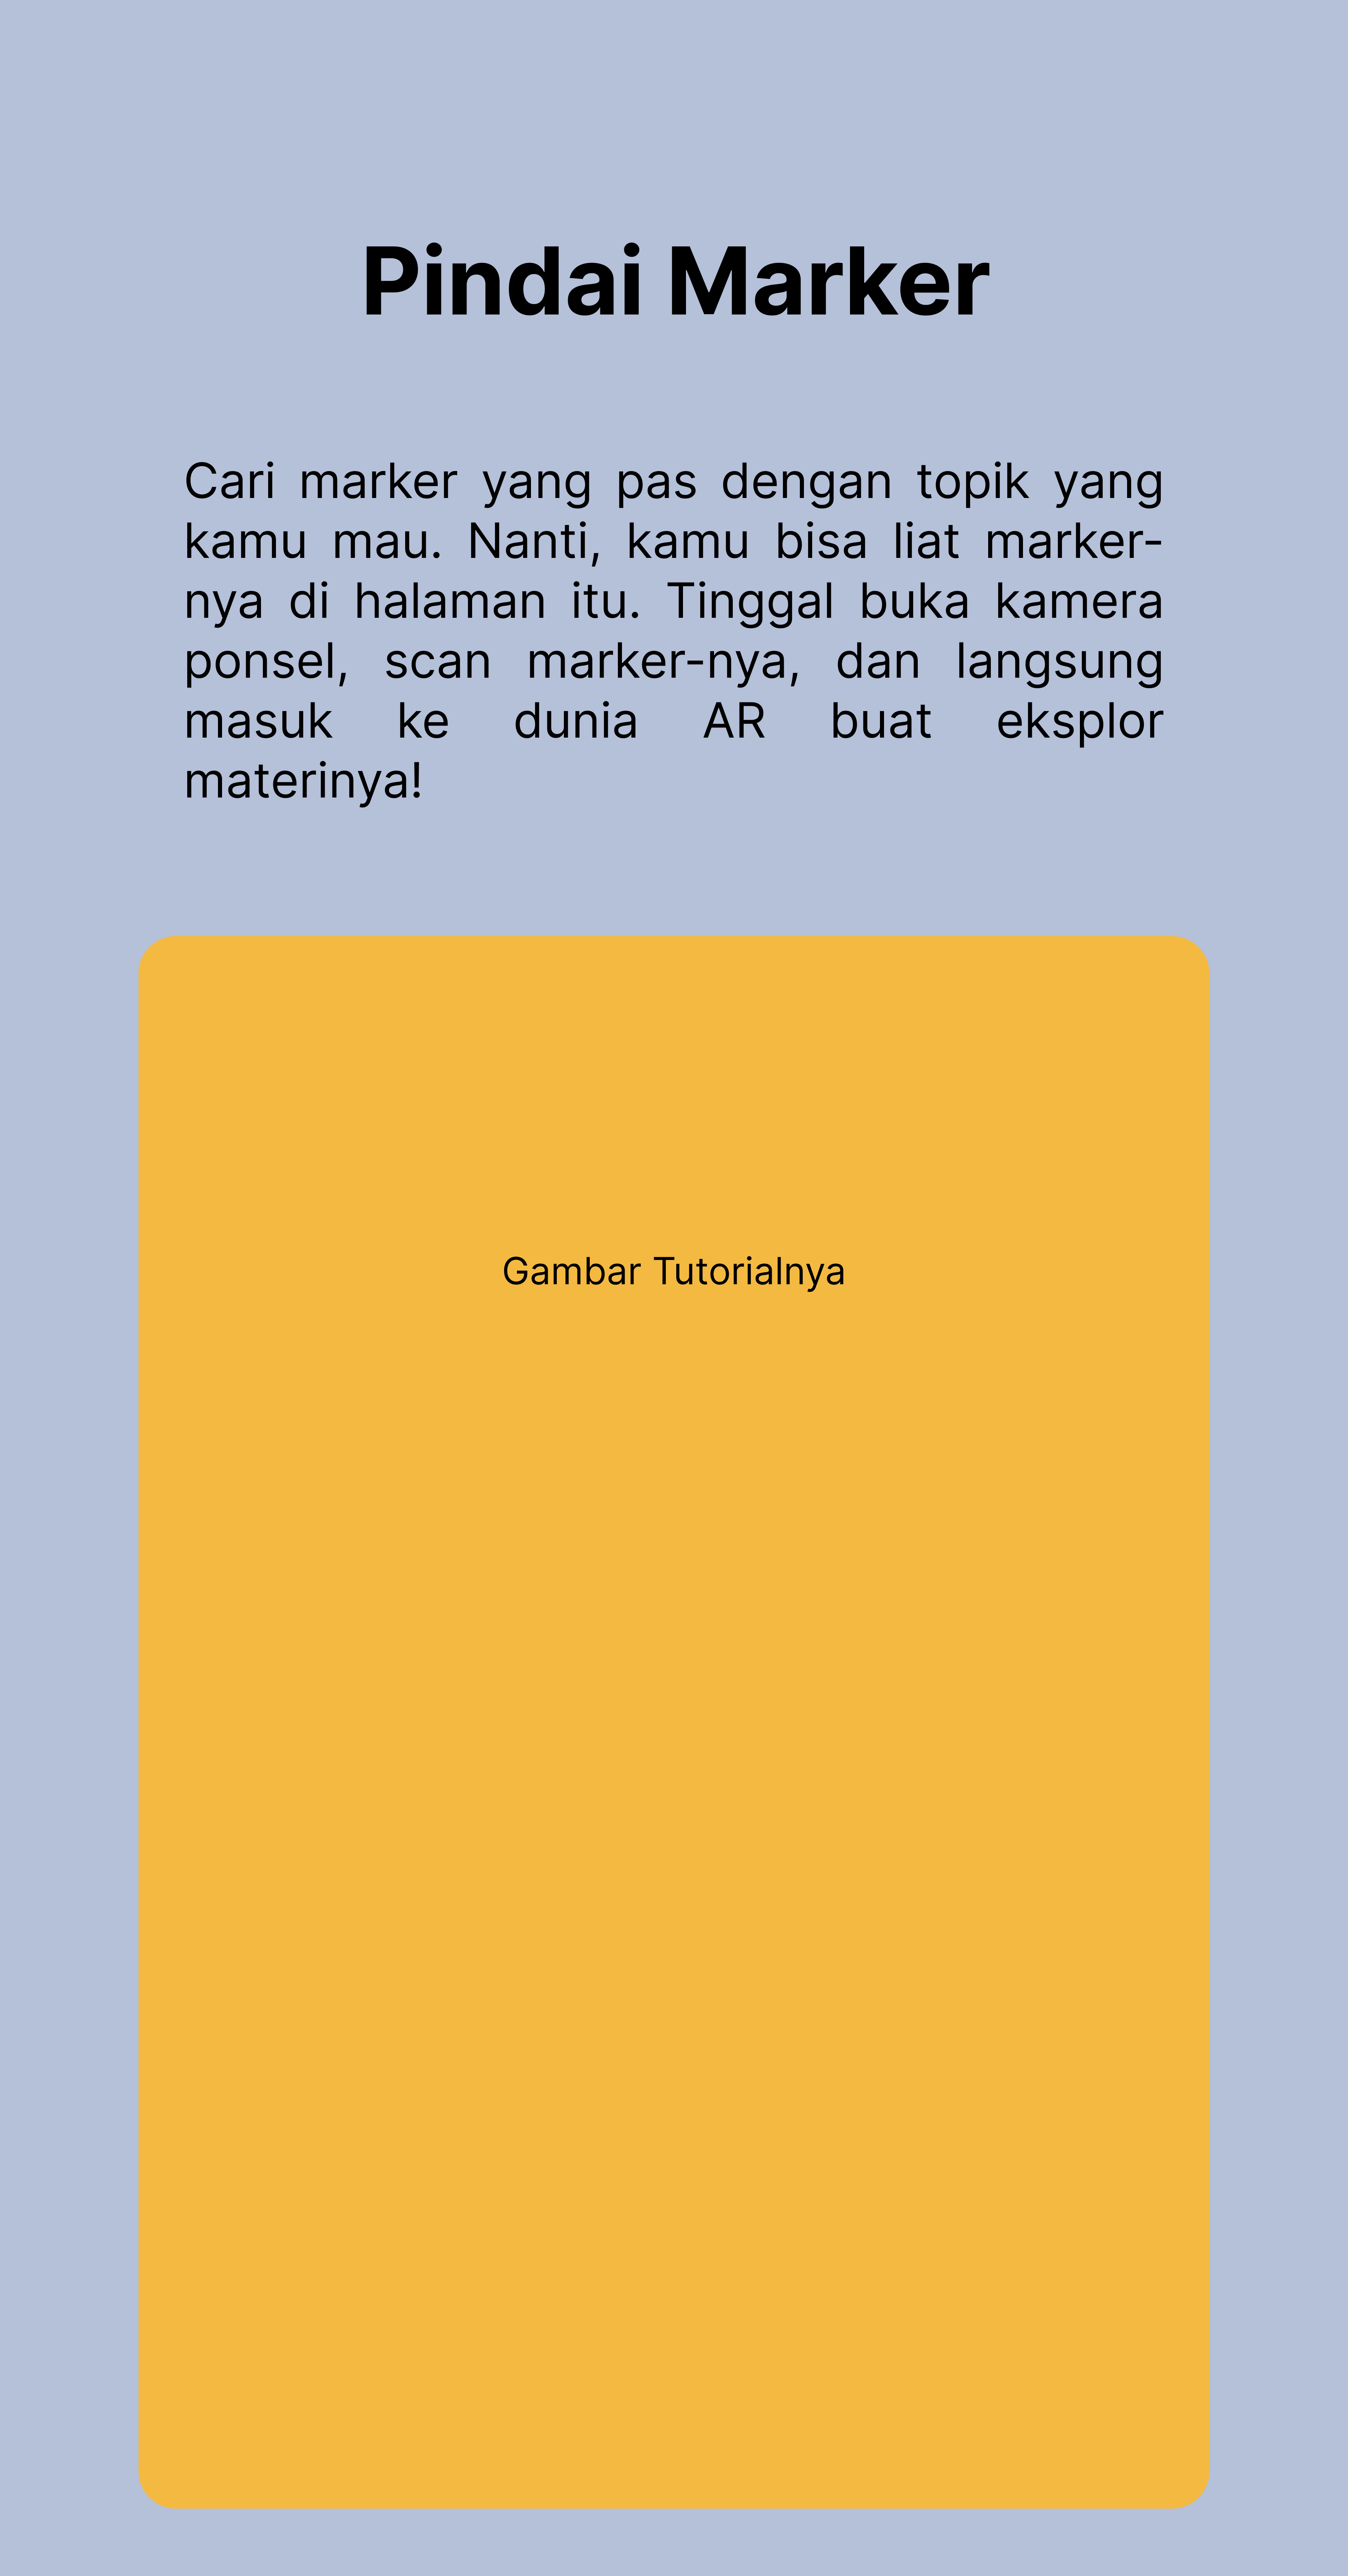 Pindai Marker
Cari marker yang pas dengan topik yang
kamu mau. Nanti, kamu bisa liat marker-
nya di halaman itu. Tinggal buka kamera
ponsel, scan marker-nya, dan langsung
masuk ke dunia AR buat eksplor
materinya!
Gambar Tutorialnya